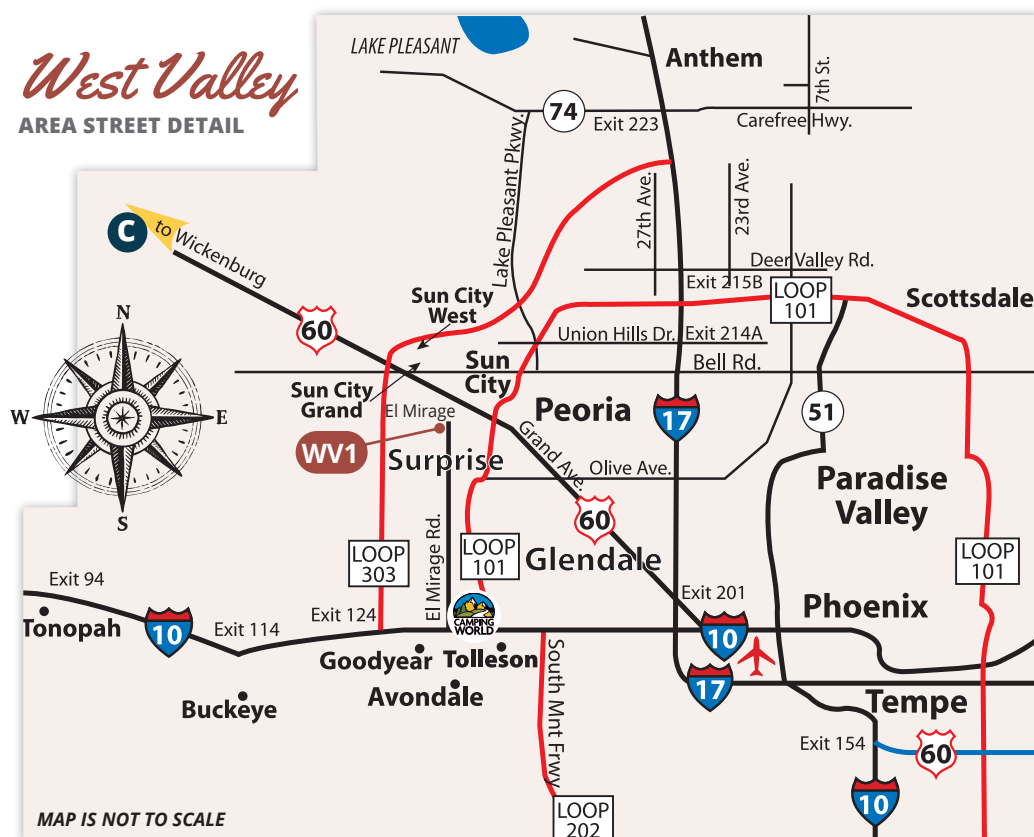 West Valley
AREA STREET DETAIL
LAKE PLEASANT
Anthem
7th St.
74
Exit 223
Carefree Hwy.
Lake Pleasant Pkwy.
27th Ave.
23rd Ave.
C
to Wickenburg
Deer Valley Rd.
Exit 215B
LOOP
101
Scottsdale
Sun City
West
60
Union Hills Dr.
Exit 214A
Bell Rd.
Sun
City
Sun City
Grand
El Mirage
Peoria
17
51
N
W
E
S
WV1
Surprise
Grand Ave.
Olive Ave.
Paradise
Valley
60
El Mirage Rd.
LOOP
303
LOOP
101
Glendale
LOOP
101
Exit 94
Tonopah
10
Exit 114
Exit 124
CAMPING
WORLD
Exit 201
Phoenix
10
Goodyear
Tolleson
Avondale
Buckeye
South Mnt Frwy
17
Tempe
Exit 154
60
10
LOOP
202
MAP IS NOT TO SCALE